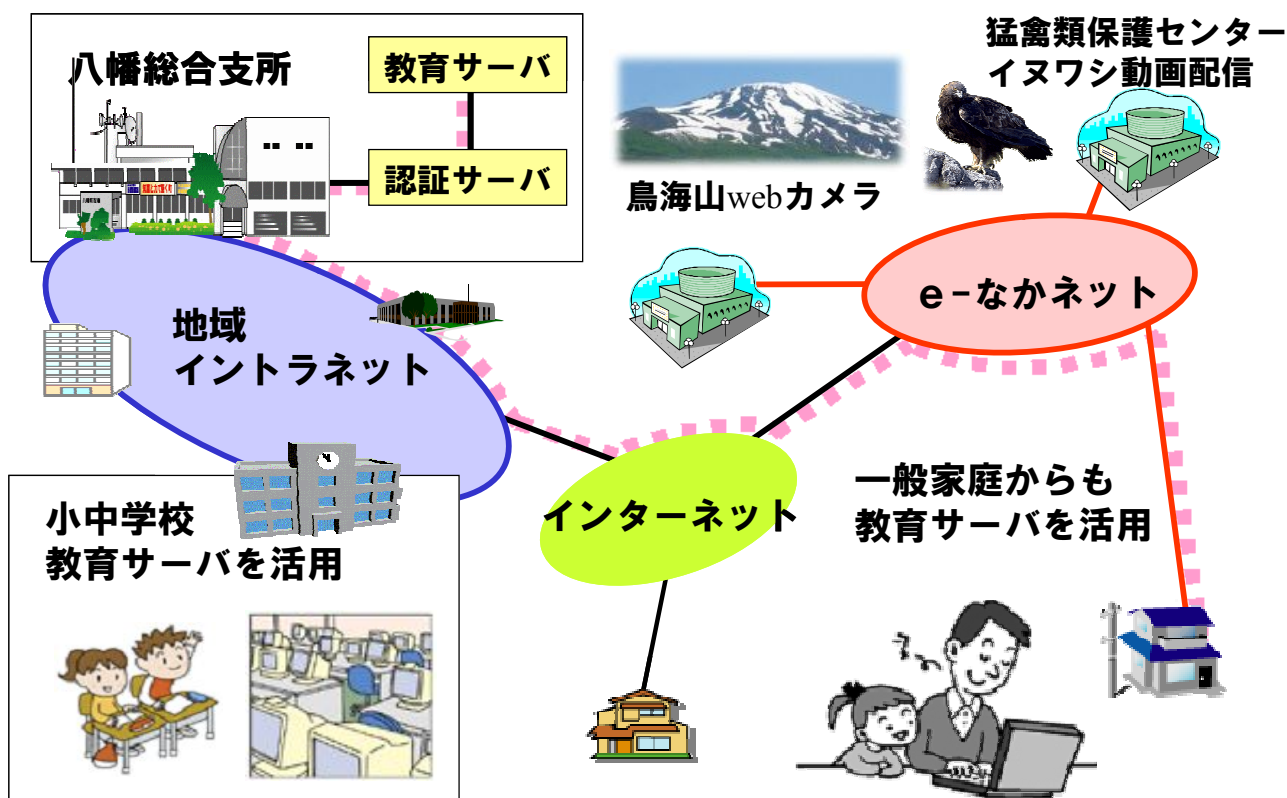 八幡総合支所
教育サーバ
認証サーバ
鳥海山webカメラ
猛禽類保護センター
イヌワシ動画配信
e-なかネット
地域
イントラネット
インターネット
小中学校
教育サーバを活用
一般家庭からも
教育サーバを活用